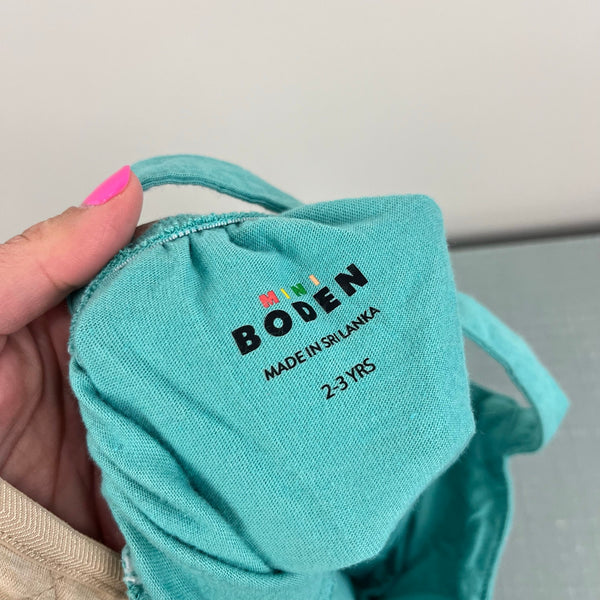 MINI
BODEN
MADE IN SRI LANKA
2-3 YRS